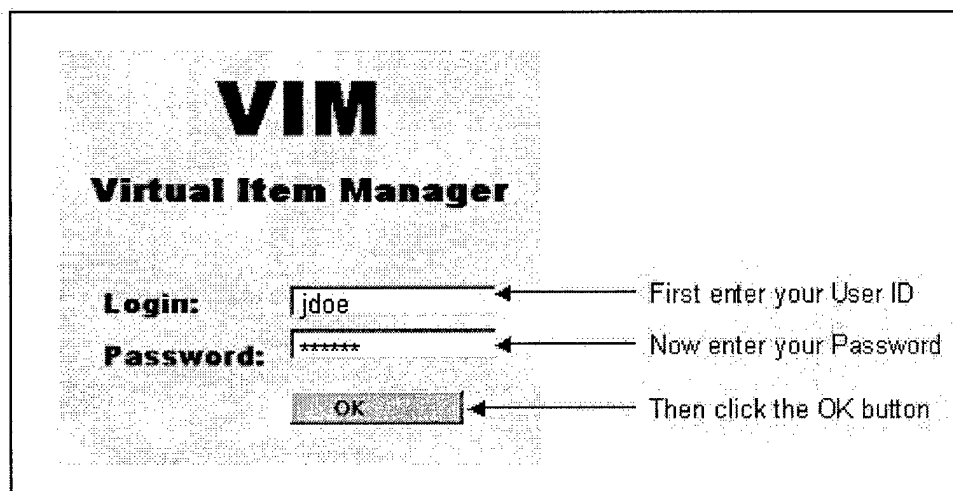 VIM
Virtual Item Manager
Login: jdoe First enter your User ID
Password: ****** Now enter your Password
OK Then click the OK button